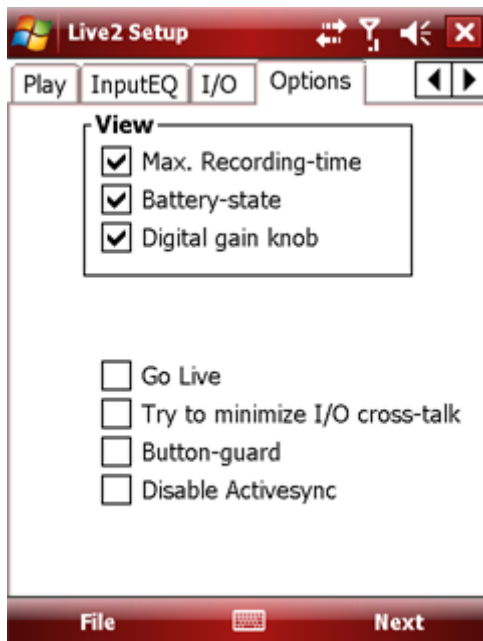 Live2 Setup
Play InputEQ I/O Options
View
Max. Recording-time
Battery-state
Digital gain knob
Go Live
Try to minimize I/O cross-talk
Button-guard
Disable Activesync
File Next